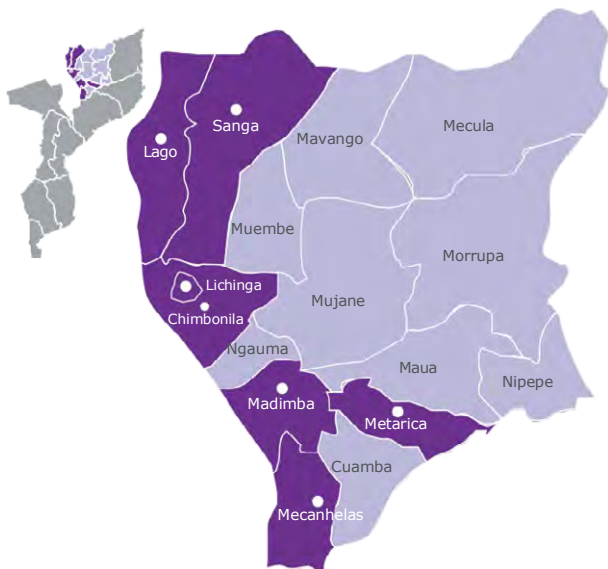 Sanga
Lago
Mavango
Mecula
Muembe
Morrupa
Lichinga
Chimbonila
Mujane
Ngauma
Maua
Nipepe
Madimba
Metarica
Cuamba
Mecanhelas